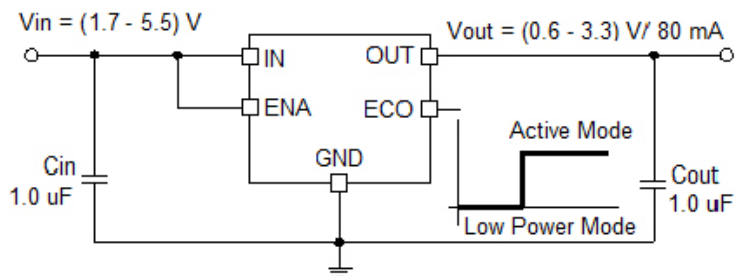 Vin = (1.7 - 5.5) V
Vout = (0.6 - 3.3) V/ 80 mA
IN
OUT
ENA
ECO
Active Mode
GND
Cin
1.0 uF
Cout
1.0 uF
Low Power Mode